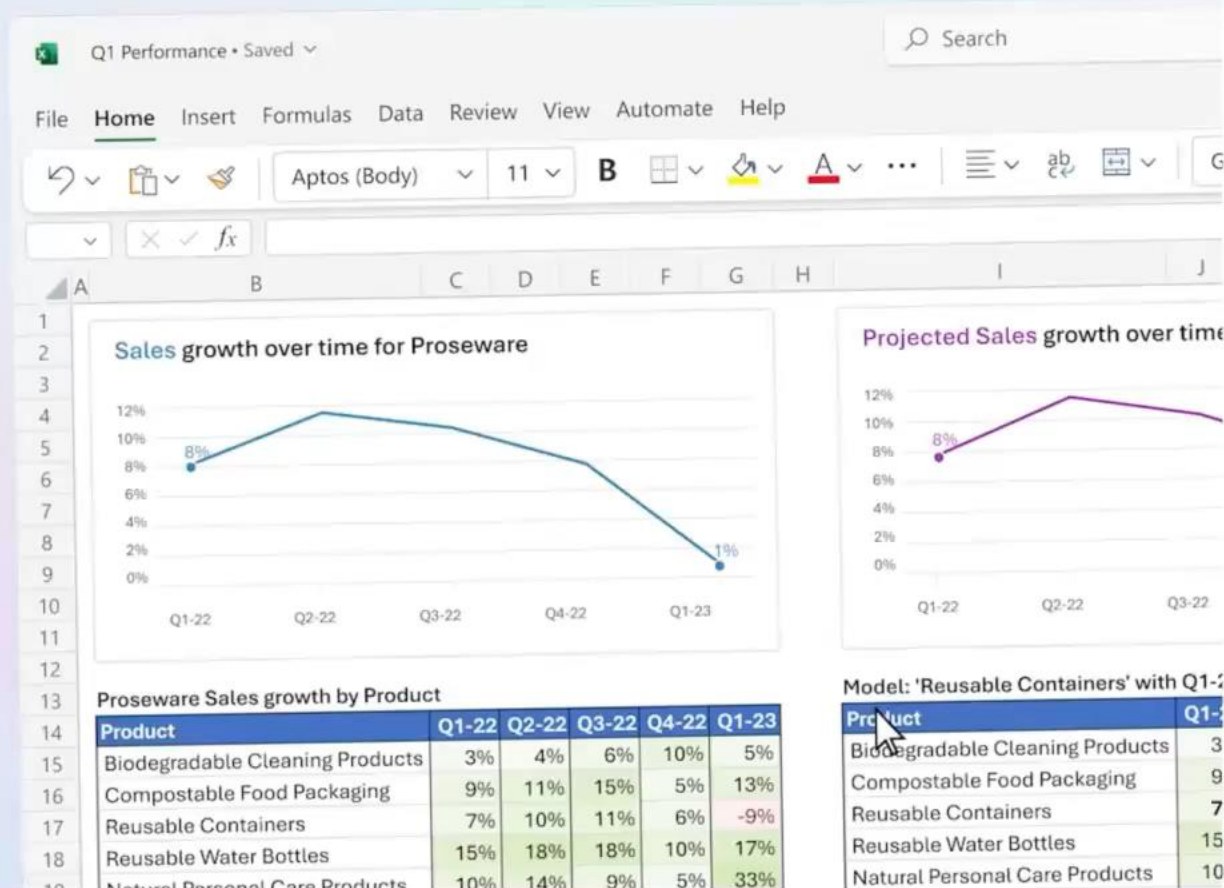 Q1 Performance • Saved
Search
File Home Insert Formulas Data Review View Automate Help
Aptos (Body) 11 B A ... ab
fx
A B C D E F G H I J
1
2
3
4
5
6
7
8
9
10
11
12
13
14
15
16
17
18
Sales growth over time for Proseware
12%
10%
8%
6%
4%
2%
0%
8%
1%
Q1-22 Q2-22 Q3-22 Q4-22 Q1-23
Projected Sales growth over time
12%
10%
8%
6%
4%
2%
0%
8%
Q1-22 Q2-22 Q3-22
Proseware Sales growth by Product
Product Q1-22 Q2-22 Q3-22 Q4-22 Q1-23
Biodegradable Cleaning Products 3% 4% 6% 10% 5%
Compostable Food Packaging 9% 11% 15% 5% 13%
Reusable Containers 7% 10% 11% 6% -9%
Reusable Water Bottles 15% 18% 18% 10% 17%
Natural Personal Care Products 10% 14% 9% 5% 33%
Model: 'Reusable Containers' with Q1-2
Product Q1-2
Biodegradable Cleaning Products 3
Compostable Food Packaging 9
Reusable Containers 7
Reusable Water Bottles 15
Natural Personal Care Products 10